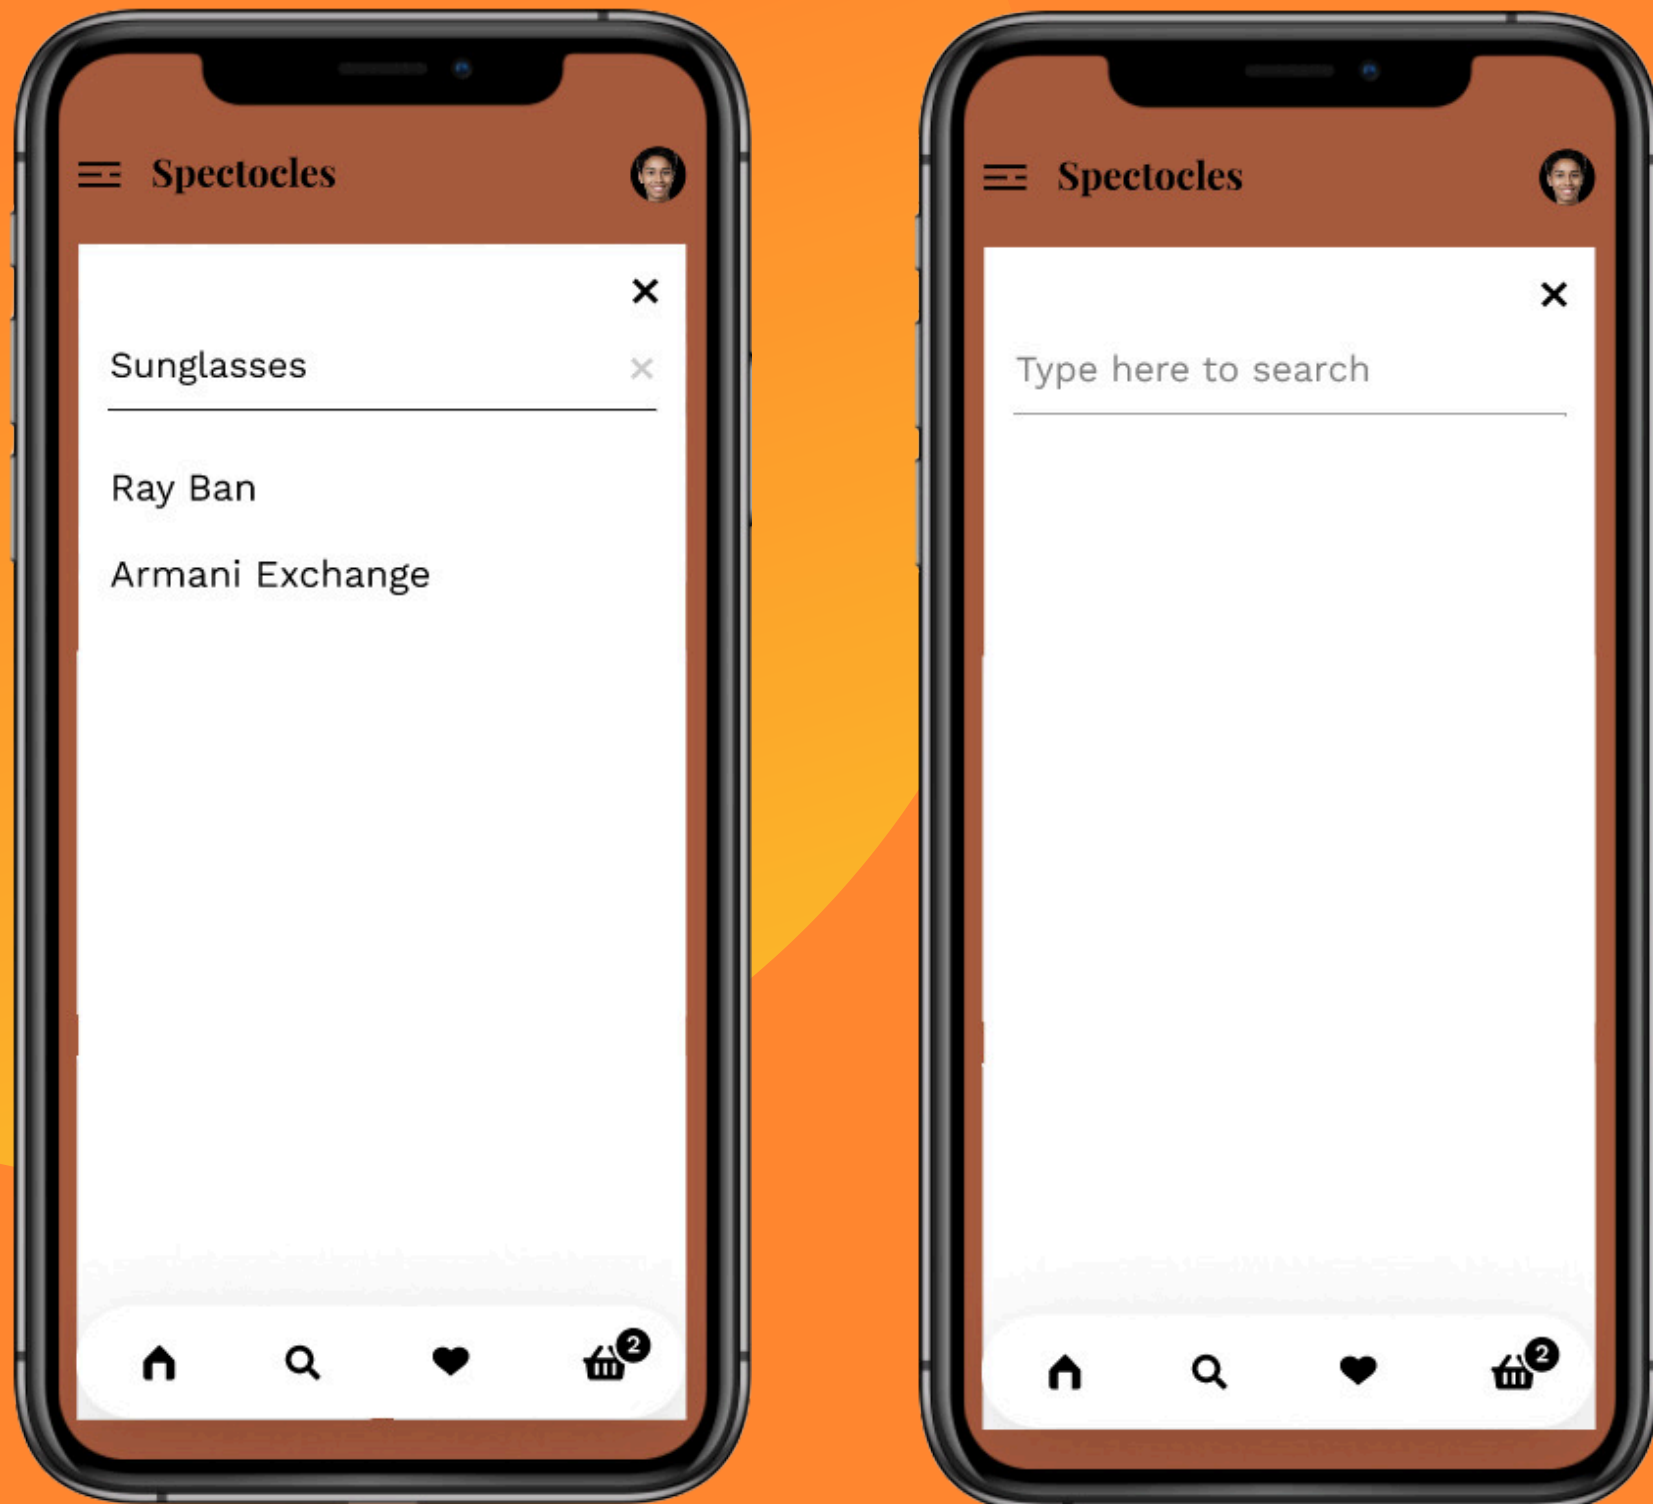 Spectocles
Sunglasses
Ray Ban
Armani Exchange
2
Spectocles
Type here to search
2